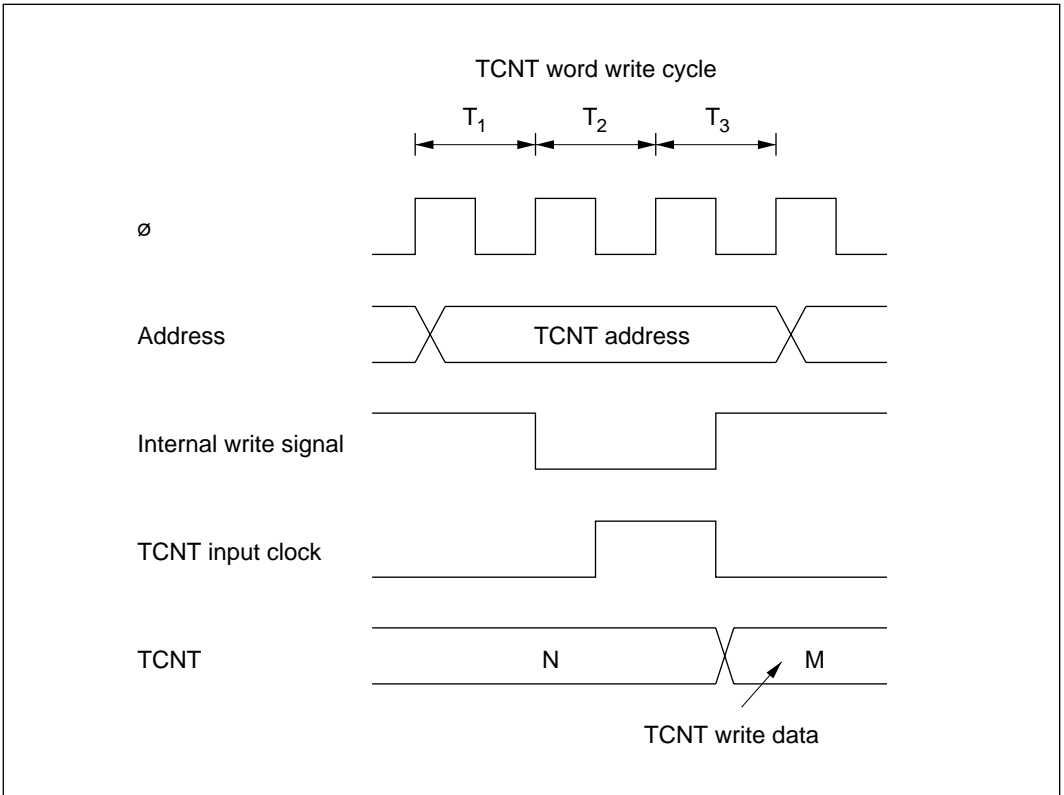 TCNT word write cycle
T1 T2 T3
ø
Address
TCNT address
Internal write signal
TCNT input clock
TCNT
N
M
TCNT write data